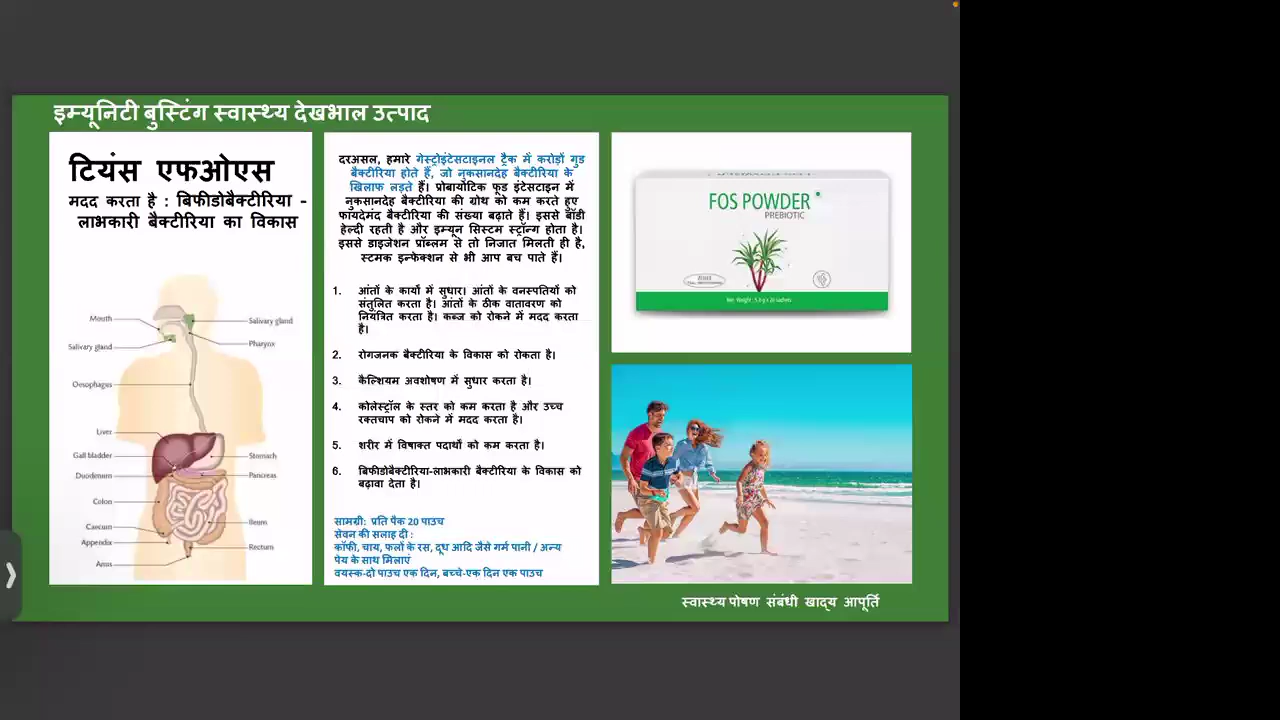 इम्यूनिटी बुस्टिंग स्वास्थ्य देखभाल उत्पाद
टियंस एफओएस
मदद करता है : बिफीडोबैक्टीरिया -
लाभकारी बैक्टीरिया का विकास
Mouth
Salivary gland
Salivary gland
Pharynx
Oesophagus
Liver
Gall bladder
Stomach
Duodenum
Pancreas
Colon
Ileum
Caecum
Appendix
Rectum
Anus
दरअसल, हमारे गेस्ट्रोइंटेसटाइनल ट्रैक में करोड़ों गुड
बैक्टीरिया होते हैं, जो नुकसानदेह बैक्टीरिया के
खिलाफ लड़ते हैं। प्रोबायोटिक फूड इंटेसटाइन में
नुकसानदेह बैक्टीरिया की ग्रोथ को कम करते हुए
फायदेमंद बैक्टीरिया की संख्या बढ़ाते हैं। इससे बॉडी
हेल्दी रहती है और इम्यून सिस्टम स्ट्रॉन्ग होता है।
इससे डाइजेशन प्रॉब्लम से तो निजात मिलती ही है,
स्टमक इन्फेक्शन से भी आप बच पाते हैं।
1. आंतों के कार्यों में सुधार। आंतों के वनस्पतियों को
संतुलित करता है। आंतों के ठीक वातावरण को
नियंत्रित करता है। कब्ज को रोकने में मदद करता
है।
2. रोगजनक बैक्टीरिया के विकास को रोकता है।
3. कैल्शियम अवशोषण में सुधार करता है।
4. कोलेस्ट्रॉल के स्तर को कम करता है और उच्च
रक्तचाप को रोकने में मदद करता है।
5. शरीर में विषाक्त पदार्थों को कम करता है।
6. बिफीडोबैक्टीरिया-लाभकारी बैक्टीरिया के विकास को
बढ़ावा देता है।
सामग्री: प्रति पैक 20 पाउच
सेवन की सलाह दी :
कॉफी, चाय, फलों के रस, दूध आदि जैसे गर्म पानी / अन्य
पेय के साथ मिलाएं
वयस्क-दो पाउच एक दिन, बच्चे-एक दिन एक पाउच
FOS POWDER
PREBIOTIC
स्वास्थ्य पोषण संबंधी खाद्य आपूर्ति